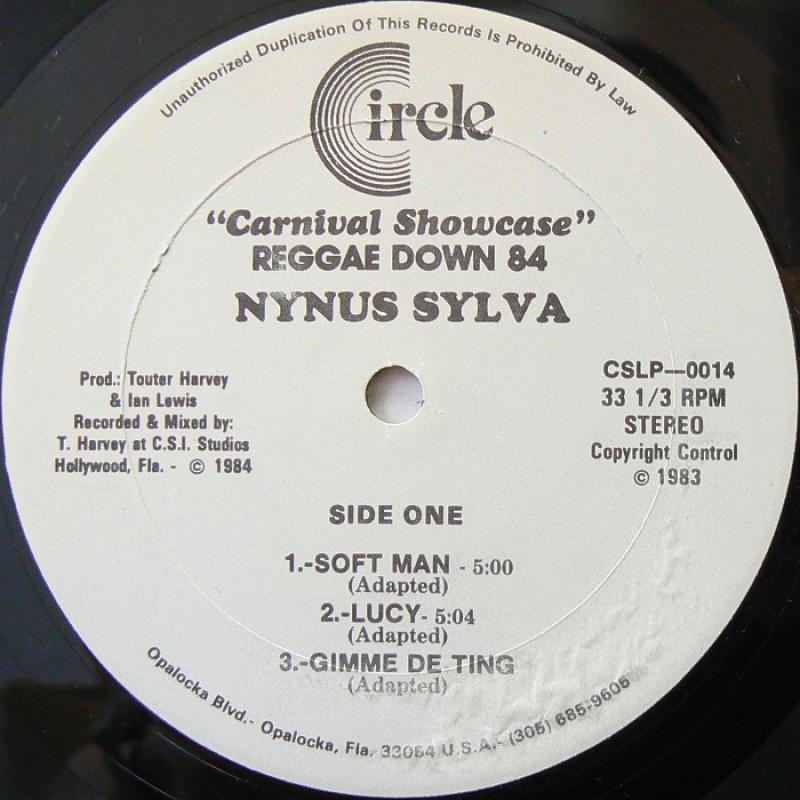 Unauthorized Duplication Of This Records Is Prohibited By Law
Circle
“Carnival Showcase”
REGGAE DOWN 84
NYNUS SYLVA
Prod.: Touter Harvey
& Ian Lewis
Recorded & Mixed by:
T. Harvey at C.S.I. Studios
Hollywood, Fla. - © 1984
CSLP—0014
33 1/3 RPM
STEREO
Copyright Control
© 1983
SIDE ONE
1.-SOFT MAN - 5:00
(Adapted)
2.-LUCY- 5:04
(Adapted)
3.-GIMME DE TING
(Adapted)
Opalocka Blvd.- Opalocka, Fla. 33054 U.S.A.- (305) 685-9605